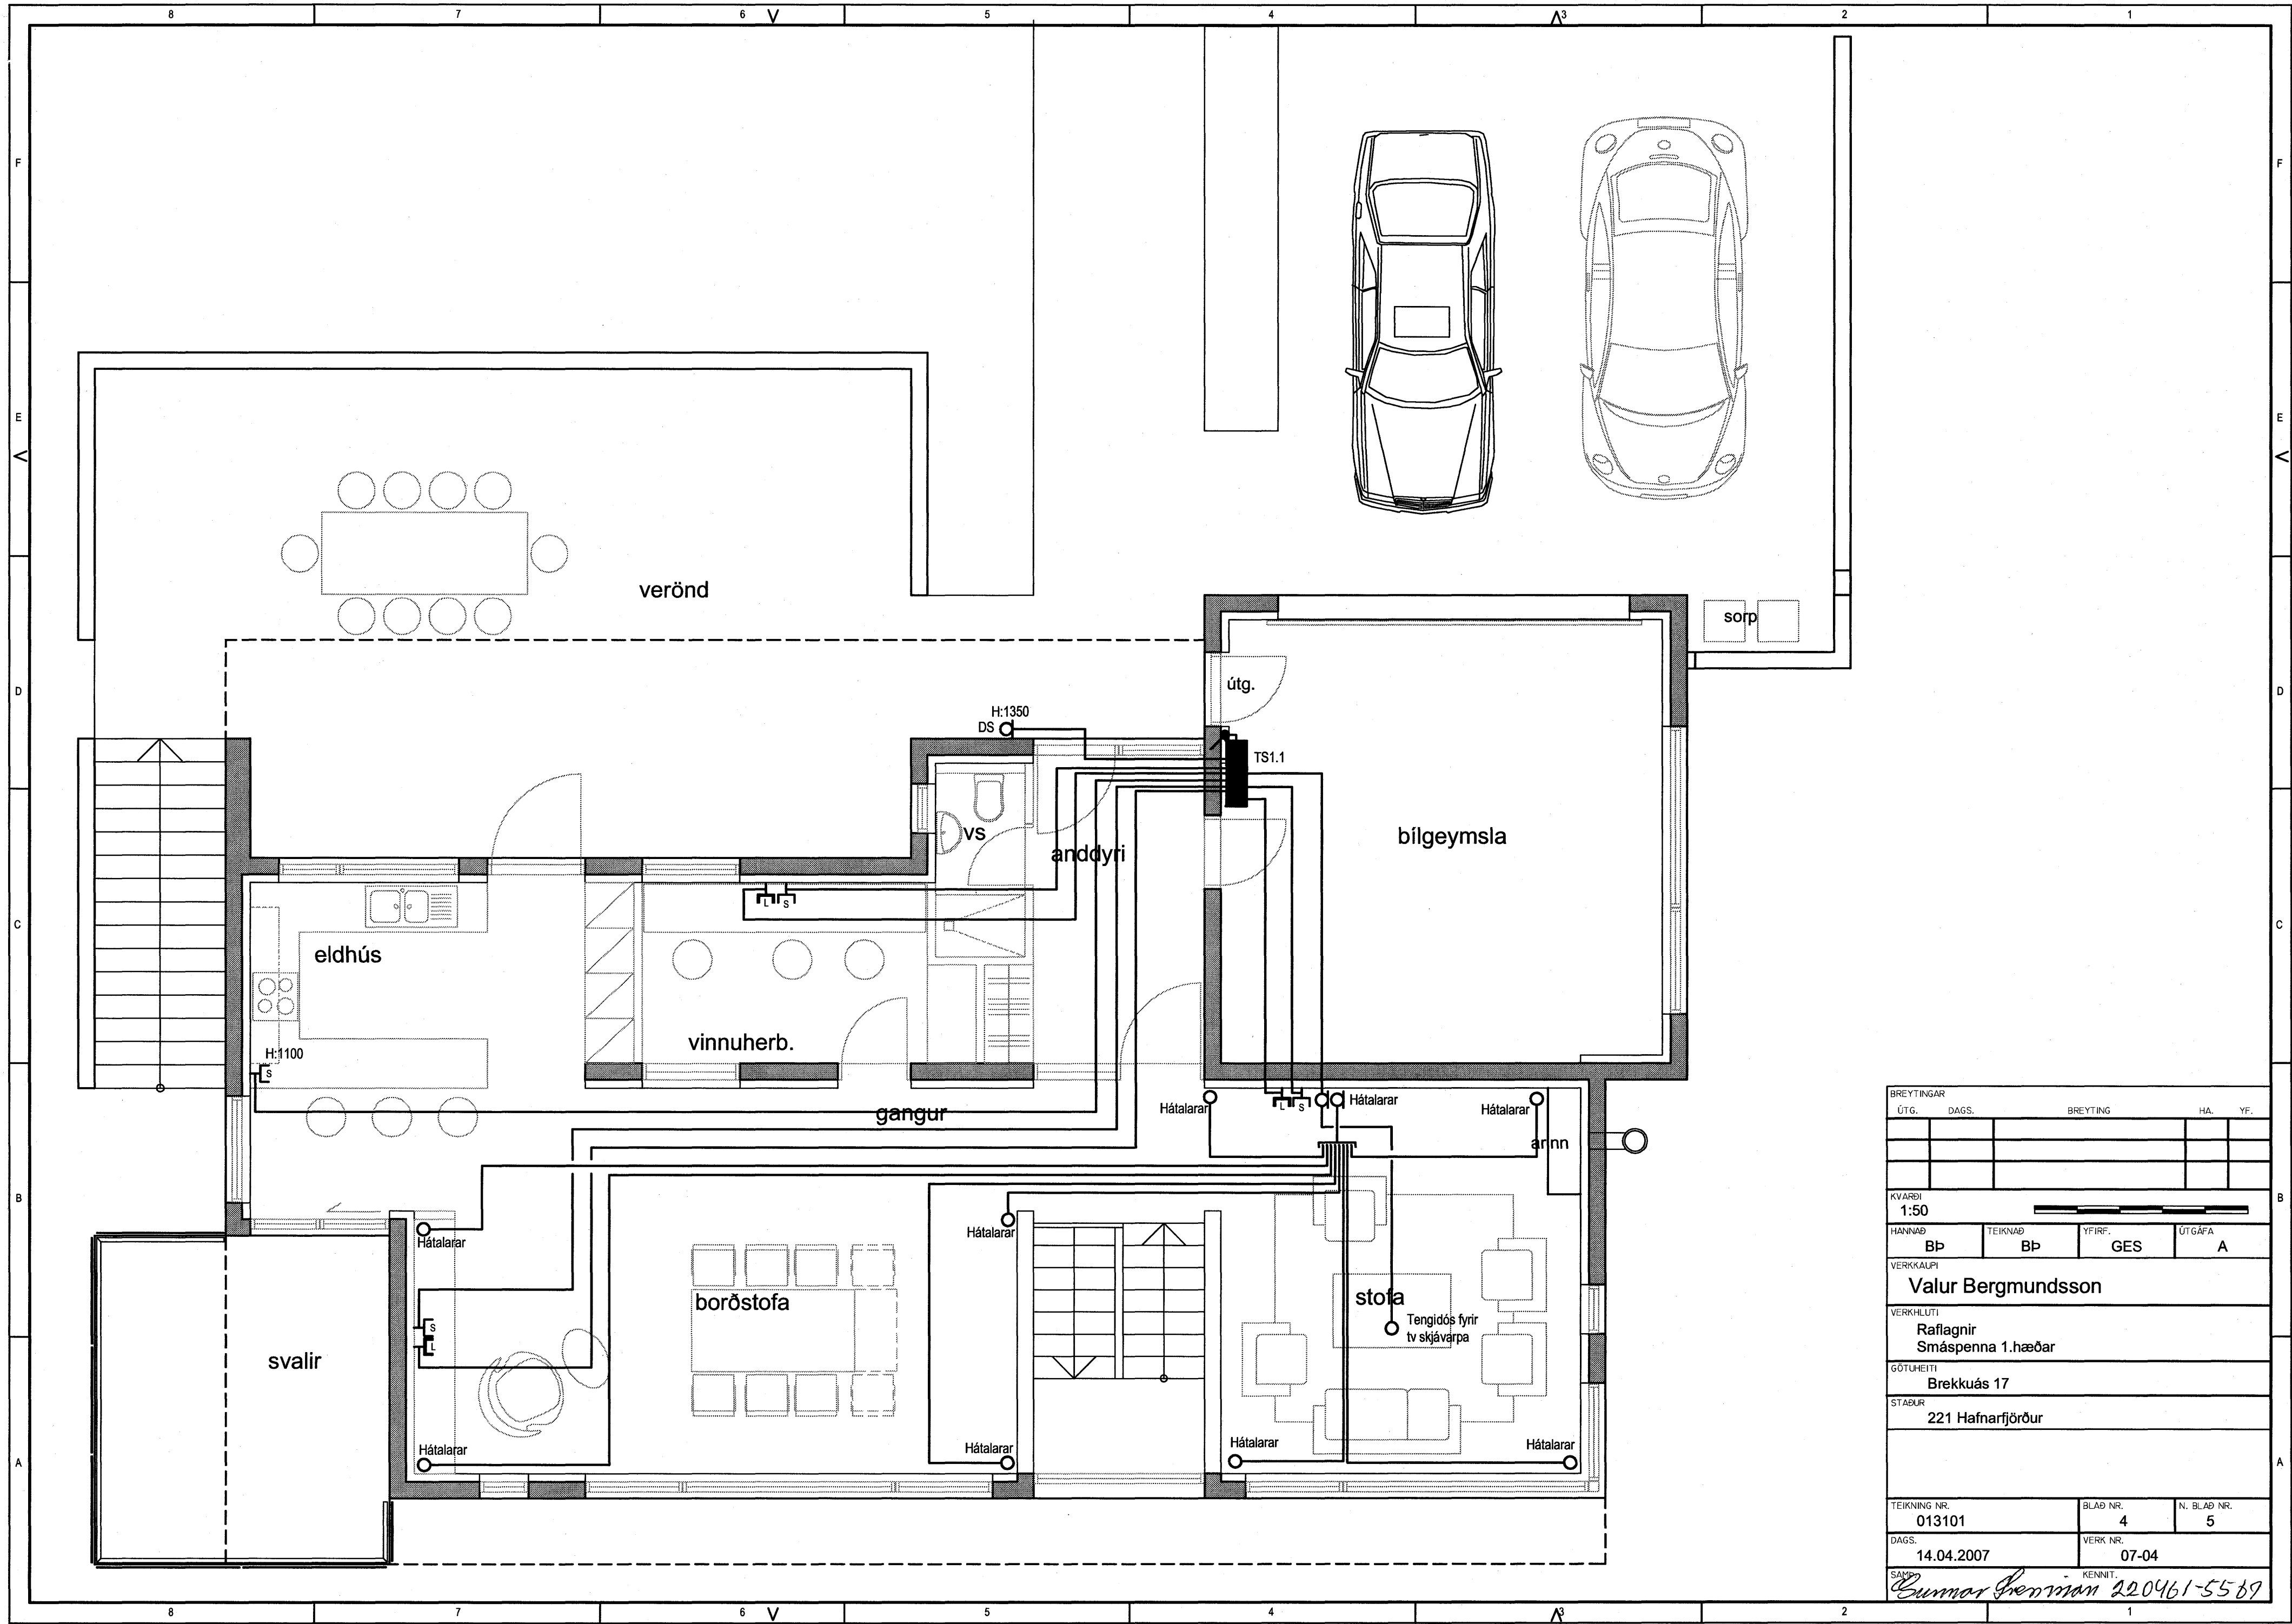 8 7 6 5 4 3 2 1
F F
E E
D D
C C
B B
A A
verönd
sorp
útg.
H:1350
DS
TS1.1
vs
anddyri
bílgeymsla
L S
eldhús
vinnuherb.
H:1100
S
gangur
Hátalarar
L S
Hátalarar
Hátalarar
arinn
Hátalarar
Hátalarar
borðstofa
stofa
Tengidós fyrir
tv skjávarpa
S
L
svalir
Hátalarar
Hátalarar
Hátalarar
Hátalarar
BREYTINGAR
ÚTG. DAGS. BREYTING HA. YF.
KVARÐI
1:50
HANNAÐ TEIKNAÐ YFIRF. ÚTGÁFA
BÞ BÞ GES A
VERKKAUPI
Valur Bergmundsson
VERKHLUTI
Raflagnir
Smáspenna 1.hæðar
GÖTUHEITI
Brekkuás 17
STAÐUR
221 Hafnarfjörður
TEIKNING NR. BLAÐ NR. N. BLAÐ NR.
013101 4 5
DAGS. VERK NR.
14.04.2007 07-04
SAMÞ. KENNIT.
Gunnar
8 7 6 5 4 3 2 1